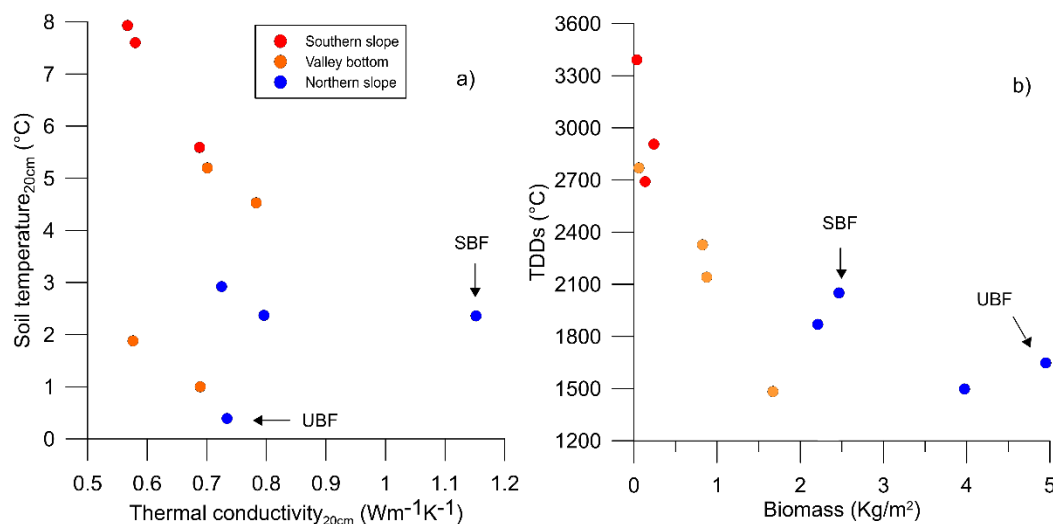 Southern slope
Valley bottom
Northern slope
a)
SBF
UBF
8
7
6
5
4
3
2
1
0
Soil temperature20cm (°C)
0.5 0.6 0.7 0.8 0.9 1 1.1 1.2
Thermal conductivity20cm (Wm-1K-1)
b)
SBF
UBF
3600
3300
3000
2700
2400
2100
1800
1500
1200
TDDs (°C)
0 1 2 3 4 5
Biomass (Kg/m²)